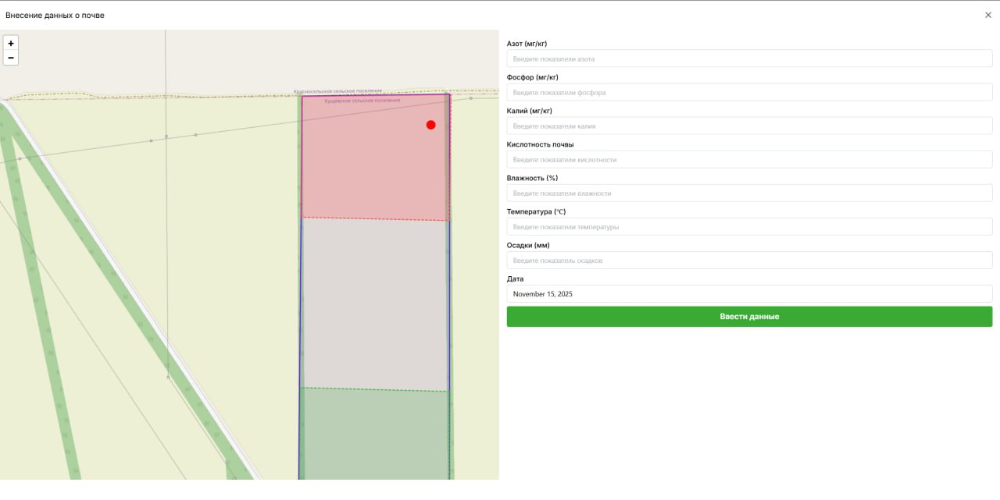 Внесение данных о почве
×
+
−
Красносельское сельское поселение
Кущёвское сельское поселение
Азот (мг/кг)
Введите показатели азота
Фосфор (мг/кг)
Введите показатели фосфора
Калий (мг/кг)
Введите показатели калия
Кислотность почвы
Введите показатели кислотности
Влажность (%)
Введите показатели влажности
Температура (°C)
Введите показатели температуры
Осадки (мм)
Введите показатель осадков
Дата
November 15, 2025
Ввести данные